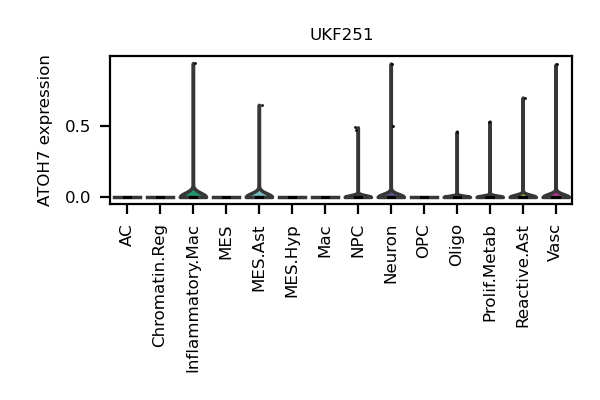 UKF251
ATOH7 expression
0.5
0.0
AC
Chromatin.Reg
Inflammatory.Mac
MES
MES.Ast
MES.Hyp
Mac
NPC
Neuron
OPC
Oligo
Prolif.Metab
Reactive.Ast
Vasc